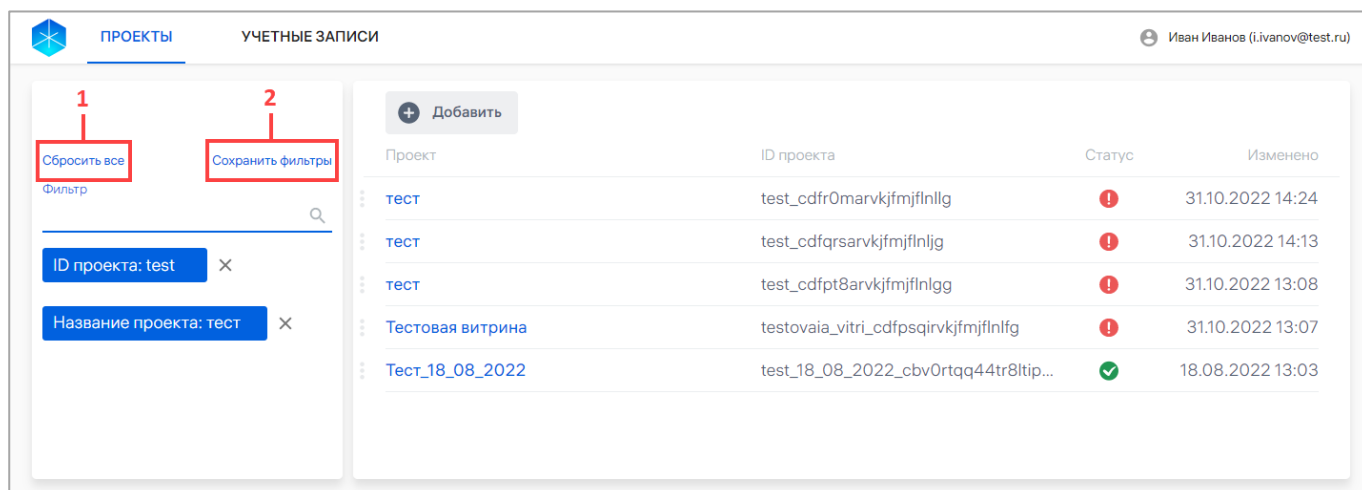 ПРОЕКТЫ УЧЕТНЫЕ ЗАПИСИ Иван Иванов (i.ivanov@test.ru)
1 2
Сбросить все Сохранить фильтры
Фильтр
ID проекта: test
Название проекта: тест
Добавить
Проект ID проекта Статус Изменено
тест test_cdfr0marvkjfmjflnllg 31.10.2022 14:24
тест test_cdfqrsarvkjfmjflnljg 31.10.2022 14:13
тест test_cdfpt8arvkjfmjflnlgg 31.10.2022 13:08
Тестовая витрина testovaia_vitri_cdfpsqirvkjfmjflnlfg 31.10.2022 13:07
Тест_18_08_2022 test_18_08_2022_cbv0rtqq44tr8ltip... 18.08.2022 13:03